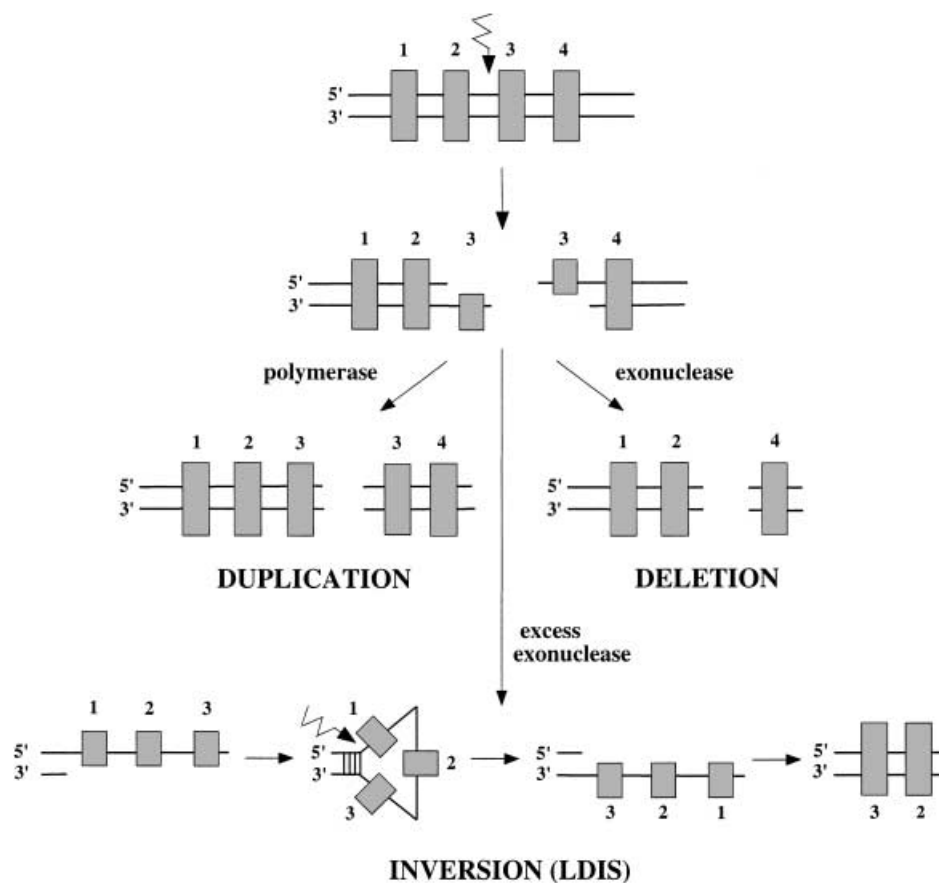 1 2 3 4
5'
3'
1 2 3 3 4
5'
3'
polymerase exonuclease
1 2 3 3 4 1 2 4
5' 5'
3' 3'
DUPLICATION DELETION
excess
exonuclease
1 2 3 1
5' 5' 5' 5'
3' 3' 2 3' 3'
3 3 2 1 3 2
INVERSION (LDIS)